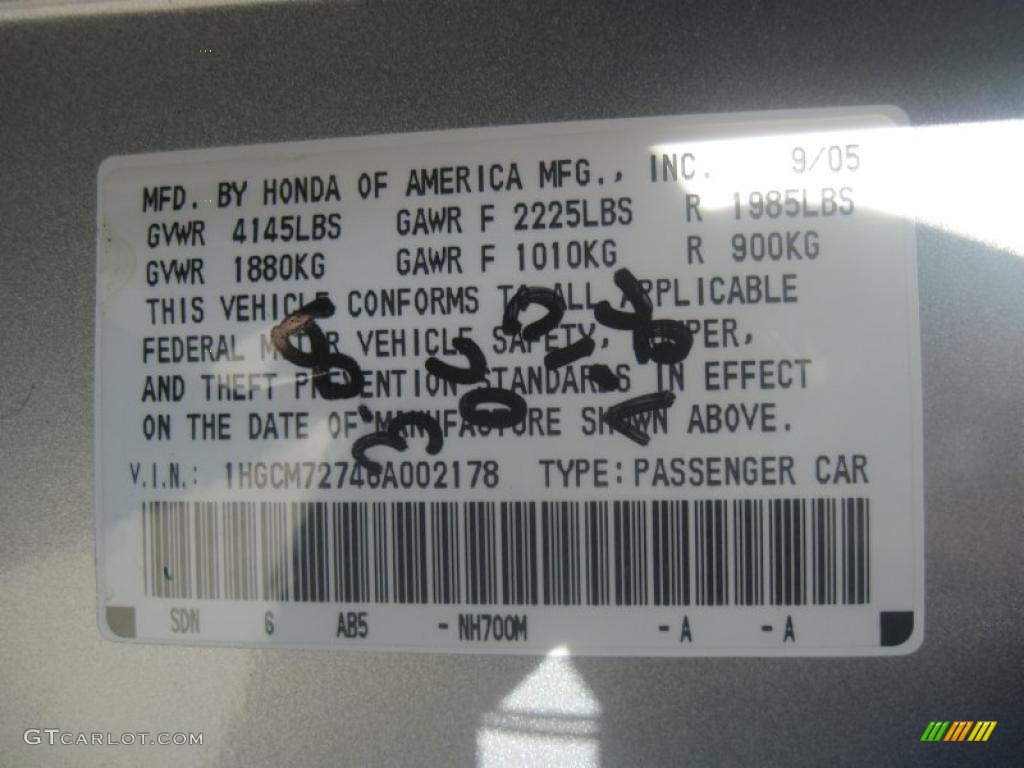 MFD. BY HONDA OF AMERICA MFG., INC. 9/05
GVWR 4145LBS GAWR F 2225LBS R 1985LBS
GVWR 1880KG GAWR F 1010KG R 900KG
THIS VEHICLE CONFORMS TO ALL APPLICABLE
FEDERAL MOTOR VEHICLE SAFETY, BUMPER,
AND THEFT PREVENTION STANDARDS IN EFFECT
ON THE DATE OF MANUFACTURE SHOWN ABOVE.
V.I.N.: 1HGCM72746A002178 TYPE: PASSENGER CAR
SDN 6 AB5 - NH700M - A - A
GTCARLOT.COM